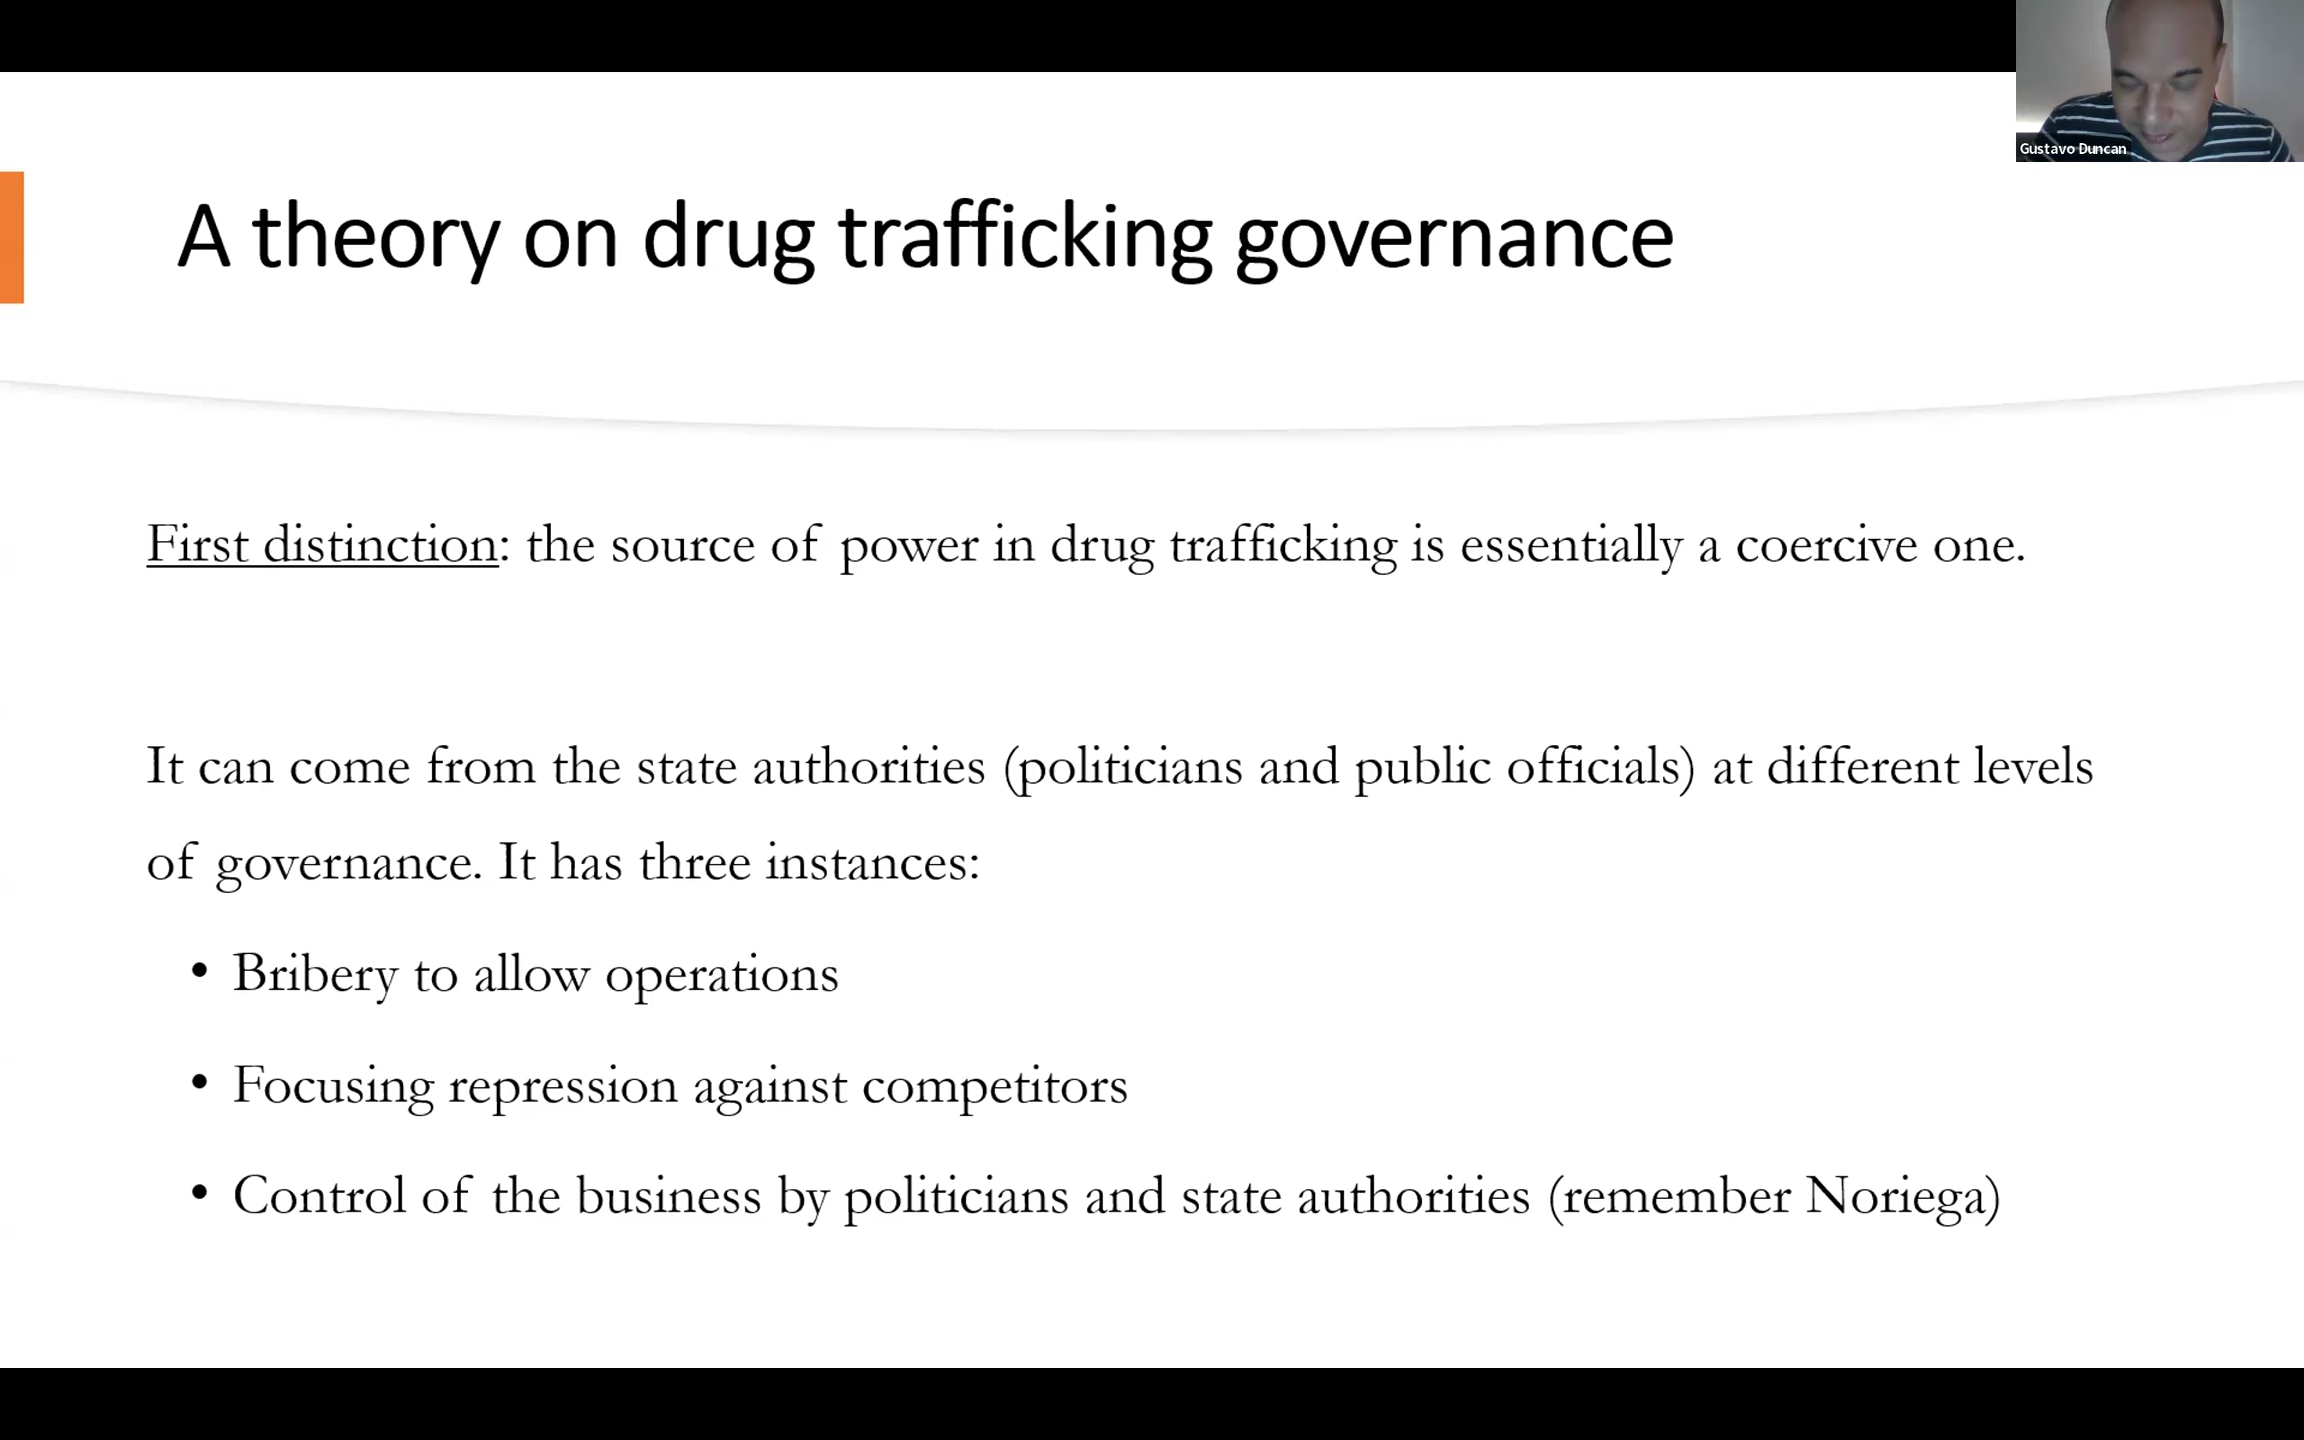 Gustavo Duncan
A theory on drug trafficking governance
First distinction: the source of power in drug trafficking is essentially a coercive one.
It can come from the state authorities (politicians and public officials) at different levels
of governance. It has three instances:
• Bribery to allow operations
• Focusing repression against competitors
• Control of the business by politicians and state authorities (remember Noriega)